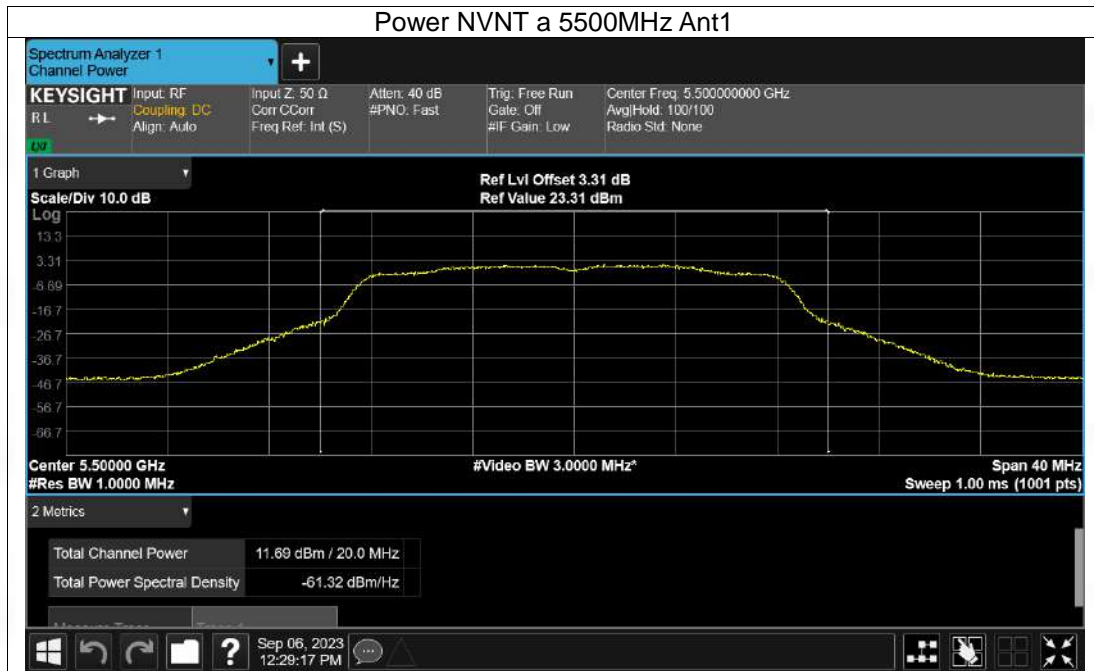 Power NVNT a 5500MHz Ant1
Spectrum Analyzer 1
Channel Power
KEYSIGHT
RL
Input: RF
Coupling: DC
Align: Auto
Input Z: 50 Ω
Corr CCorr
Freq Ref: Int (S)
Atten: 40 dB
#PNO: Fast
Trig: Free Run
Gate: Off
#IF Gain: Low
Center Freq: 5.500000000 GHz
Avg|Hold: 100/100
Radio Std: None
LXI
1 Graph
Scale/Div 10.0 dB
Ref Lvl Offset 3.31 dB
Ref Value 23.31 dBm
Log
13.3
3.31
-6.69
-16.7
-26.7
-36.7
-46.7
-56.7
-66.7
Center 5.50000 GHz
#Video BW 3.0000 MHz*
Span 40 MHz
#Res BW 1.0000 MHz
Sweep 1.00 ms (1001 pts)
2 Metrics
Total Channel Power 11.69 dBm / 20.0 MHz
Total Power Spectral Density -61.32 dBm/Hz
Sep 06, 2023
12:29:17 PM